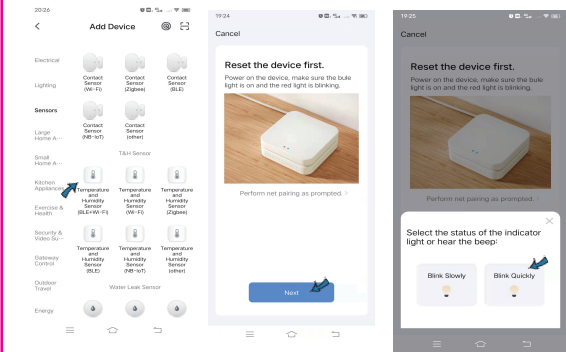 20:26
Add Device
Electrical
Lighting
Sensors
Large
Home A...
Small
Home A...
Kitchen
Appliances
Exercise &
Health
Security &
Video Su...
Gateway
Control
Outdoor
Travel
Energy
Contact
Sensor
(Wi-Fi)
Contact
Sensor
(Zigbee)
Contact
Sensor
(BLE)
Contact
Sensor
(NB-IoT)
Contact
Sensor
(other)
T&H Sensor
Temperature
and
Humidity
Sensor
(BLE+Wi-Fi)
Temperature
and
Humidity
Sensor
(Wi-Fi)
Temperature
and
Humidity
Sensor
(Zigbee)
Temperature
and
Humidity
Sensor
(BLE)
Temperature
and
Humidity
Sensor
(NB-IoT)
Temperature
and
Humidity
Sensor
(other)
Water Leak Sensor
19:24
Cancel
Reset the device first.
Power on the device, make sure the bule
light is on and the red light is blinking.
Perform net pairing as prompted. >
Next
19:25
Cancel
Reset the device first.
Power on the device, make sure the bule
light is on and the red light is blinking.
Perform net pairing as prompted. >
Select the status of the indicator
light or hear the beep:
Blink Slowly
Blink Quickly